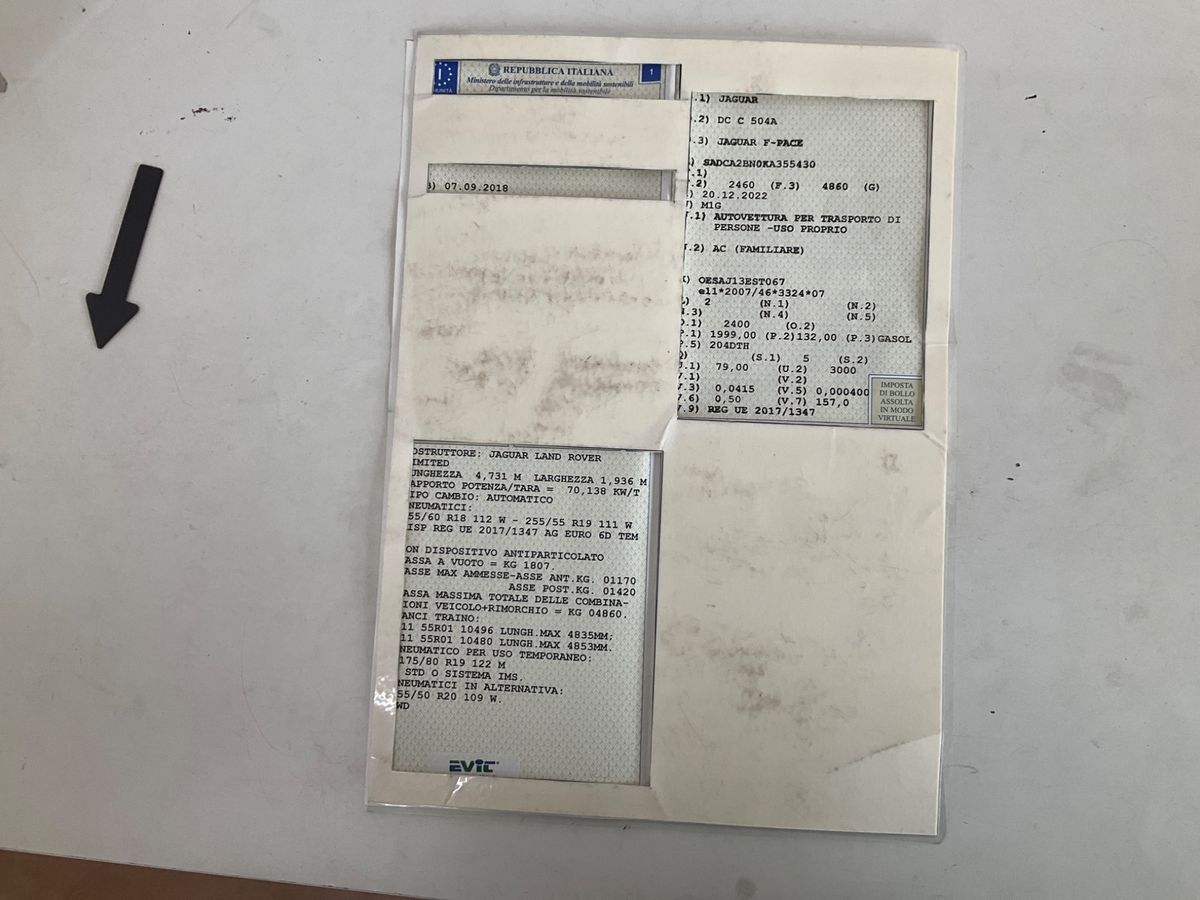 REPUBBLICA ITALIANA
1
Ministero delle infrastrutture e della mobilità sostenibili
Dipartimento per la mobilità sostenibile
I
UNITÀ
) 07.09.2018
.1) JAGUAR
.2) DC C 504A
.3) JAGUAR F-PACE
) SADCA2BN0KA355430
.1)
.2) 2460 (F.3) 4860 (G)
) 20.12.2022
) M1G
.1) AUTOVETTURA PER TRASPORTO DI
PERSONE -USO PROPRIO
.2) AC (FAMILIARE)
) OESAJ13EST067
e11*2007/46*3324*07
) 2 (N.1) (N.2)
.3) (N.4) (N.5)
.1) 2400 (O.2)
.1) 1999,00 (P.2)132,00 (P.3)GASOL
.5) 204DTH
) (S.1) 5 (S.2)
.1) 79,00 (U.2) 3000
.1) (V.2)
.3) 0,0415 (V.5) 0,000400
.6) 0,50 (V.7) 157,0
.9) REG UE 2017/1347
IMPOSTA
DI BOLLO
ASSOLTA
IN MODO
VIRTUALE
OSTRUTTORE: JAGUAR LAND ROVER
IMITED
UNGHEZZA 4,731 M LARGHEZZA 1,936 M
APPORTO POTENZA/TARA = 70,138 KW/T
IPO CAMBIO: AUTOMATICO
NEUMATICI:
55/60 R18 112 W - 255/55 R19 111 W
ISP REG UE 2017/1347 AG EURO 6D TEM
ON DISPOSITIVO ANTIPARTICOLATO
ASSA A VUOTO = KG 1807.
ASSE MAX AMMESSE-ASSE ANT.KG. 01170
ASSE POST.KG. 01420
ASSA MASSIMA TOTALE DELLE COMBINA-
IONI VEICOLO+RIMORCHIO = KG 04860.
ANCI TRAINO:
11 55R01 10496 LUNGH.MAX 4835MM;
11 55R01 10480 LUNGH.MAX 4853MM.
NEUMATICO PER USO TEMPORANEO:
175/80 R19 122 M
STD O SISTEMA IMS.
NEUMATICI IN ALTERNATIVA:
55/50 R20 109 W.
WD
EVIC